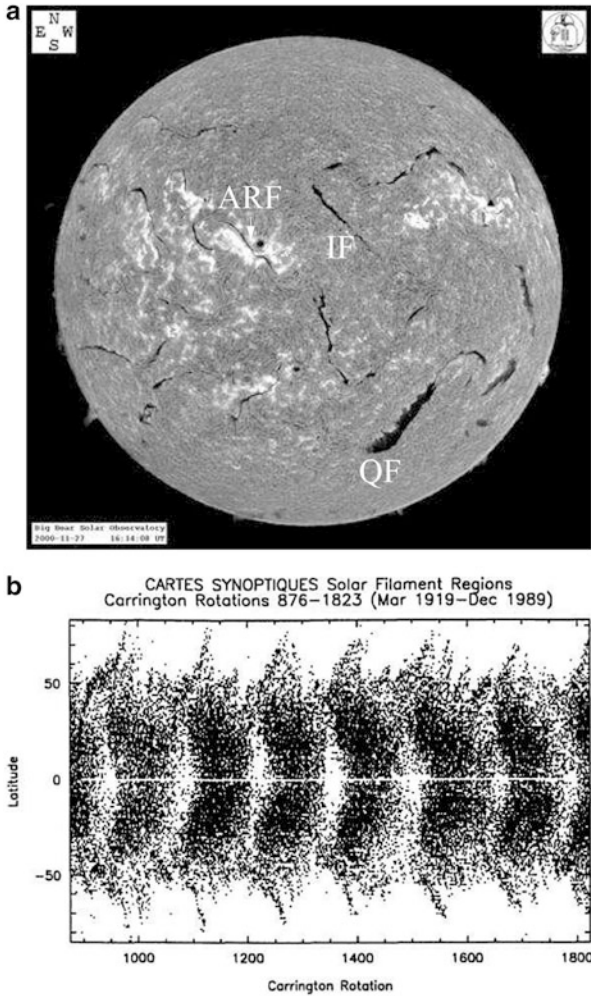 a
N
E W
S
ARF
IF
QF
Big Bear Solar Observatory
2000-11-27 16:14:08 UT
b
CARTES SYNOPTIQUES Solar Filament Regions
Carrington Rotations 876-1823 (Mar 1919-Dec 1989)
50
0
-50
Latitude
1000 1200 1400 1600 1800
Carrington Rotation